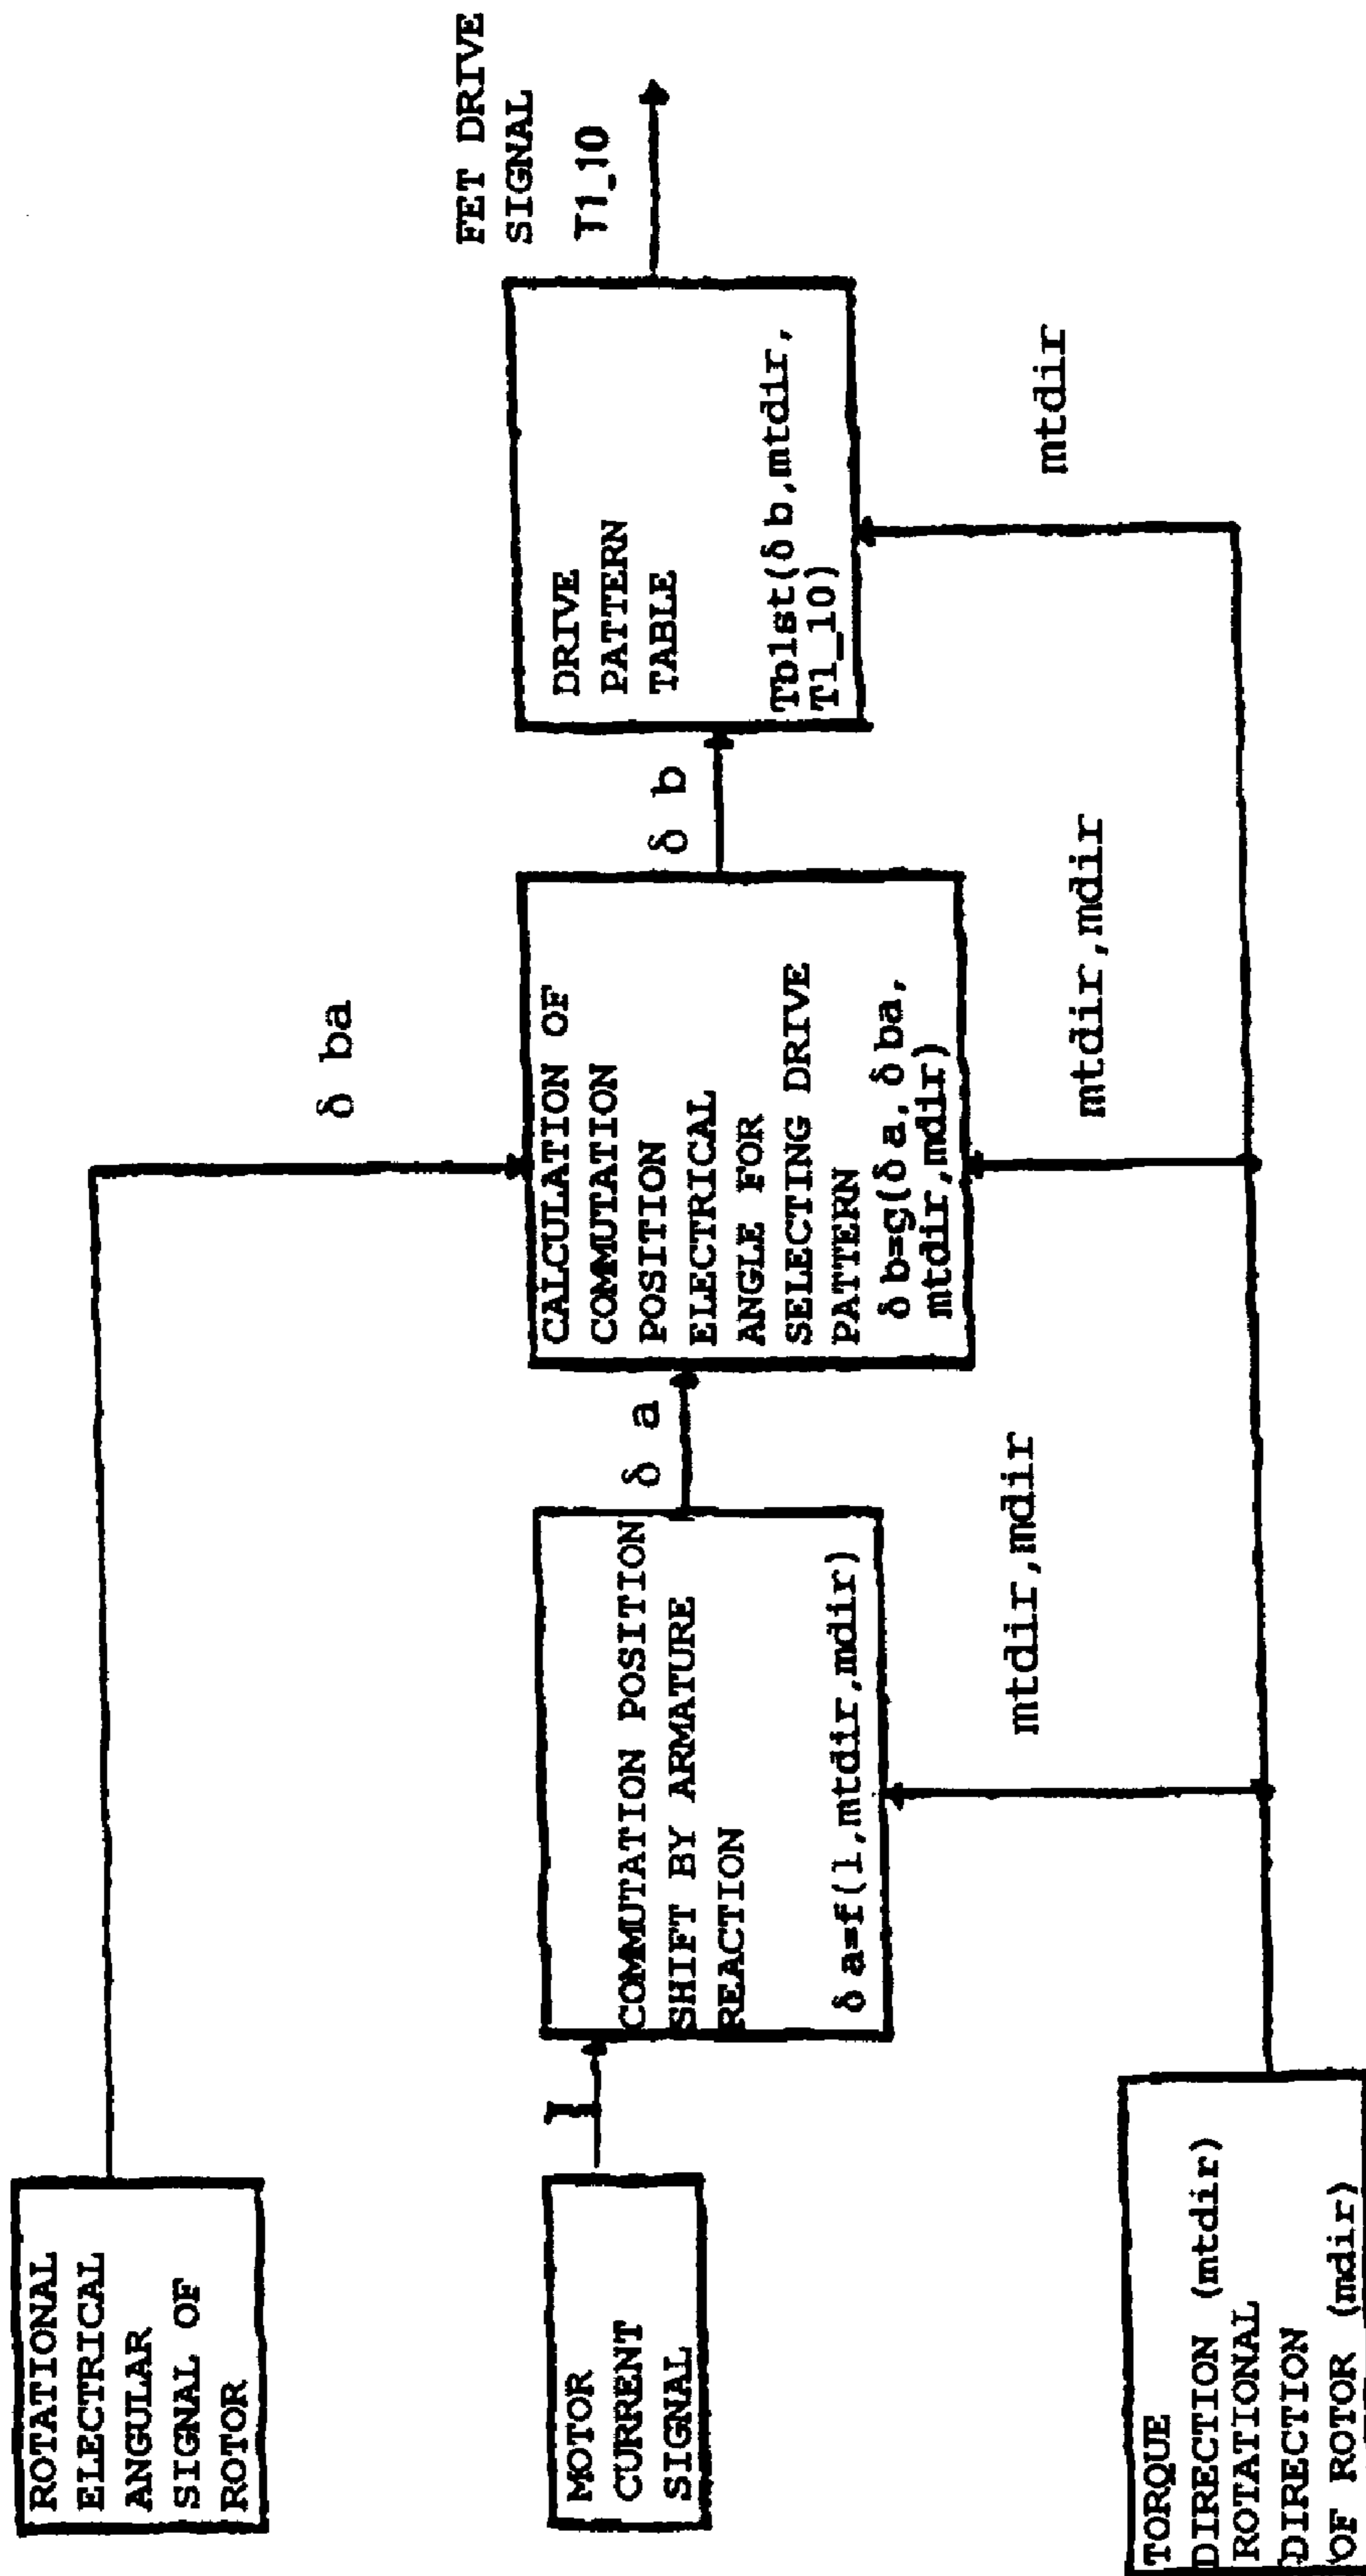 ROTATIONAL
ELECTRICAL
ANGULAR
SIGNAL OF
ROTOR
δ ba
MOTOR
CURRENT
SIGNAL
I
COMMUTATION POSITION
SHIFT BY ARMATURE
REACTION
δ a=f(I,mtdir,mdir)
δ a
CALCULATION OF
COMMUTATION
POSITION
ELECTRICAL
ANGLE FOR
SELECTING DRIVE
PATTERN
δ b=g(δ a, δ ba,
mtdir,mdir)
δ b
DRIVE
PATTERN
TABLE
Tblst(δ b,mtdir,
T1_10)
FET DRIVE
SIGNAL
T1_10
TORQUE
DIRECTION (mtdir)
ROTATIONAL
DIRECTION
OF ROTOR (mdir)
mtdir,mdir
mtdir,mdir
mtdir